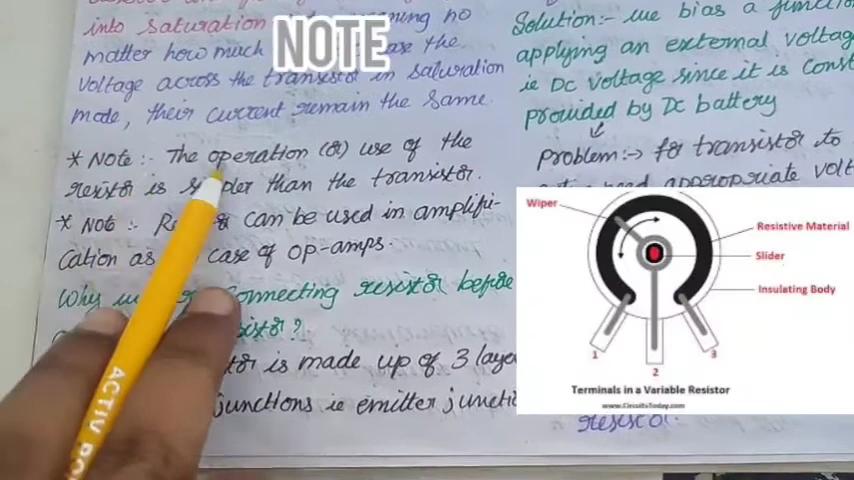 into saturation
NOTE
matter how much the
voltage across the transistor in saturation
mode, their current remain the same.
* Note:- The operation (or) use of the
resistor is than the transistor.
* Note :- can be used in amplifi-
cation as case of op-amps.
Why connecting resistor before
is made up of 3 laye
junctions ie emitter juncti
Solution:- we bias a junction
applying an external voltage
ie DC voltage since it is const
provided by DC battery
Problem:-> for transistor to
need appropriate volt
Wiper
Resistive Material
Slider
Insulating Body
1
2
3
Terminals in a Variable Resistor
www.CircuitsToday.com
ACTIV